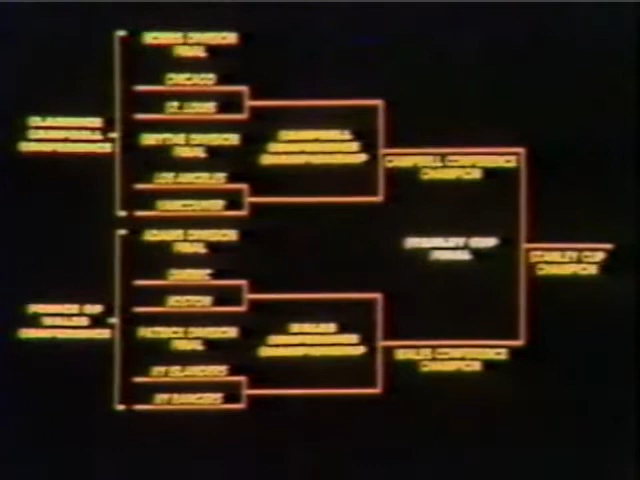 NORRIS DIVISION
FINAL
CHICAGO
ST. LOUIS
CLARENCE
CAMPBELL
CONFERENCE
SMYTHE DIVISION
FINAL
CAMPBELL
CONFERENCE
CHAMPIONSHIP
CAMPBELL CONFERENCE
CHAMPION
LOS ANGELES
VANCOUVER
ADAMS DIVISION
FINAL
STANLEY CUP
FINAL
STANLEY CUP
CHAMPION
QUEBEC
BOSTON
PRINCE OF
WALES
CONFERENCE
PATRICK DIVISION
FINAL
WALES
CONFERENCE
CHAMPIONSHIP
WALES CONFERENCE
CHAMPION
NY ISLANDERS
NY RANGERS